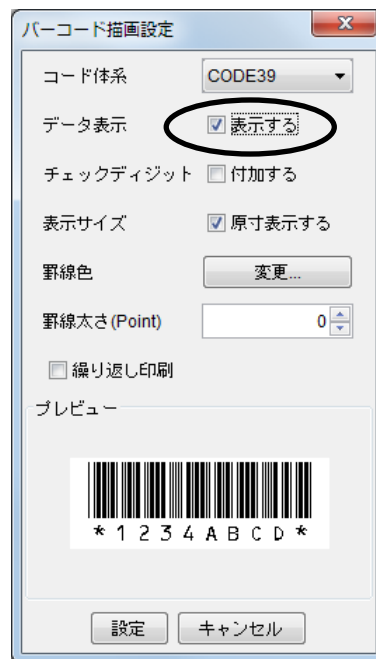 バーコード描画設定
コード体系 CODE39
データ表示 表示する
チェックディジット 付加する
表示サイズ 原寸表示する
罫線色 変更...
罫線太さ(Point) 0
繰り返し印刷
プレビュー
*1234ABCD*
設定 キャンセル